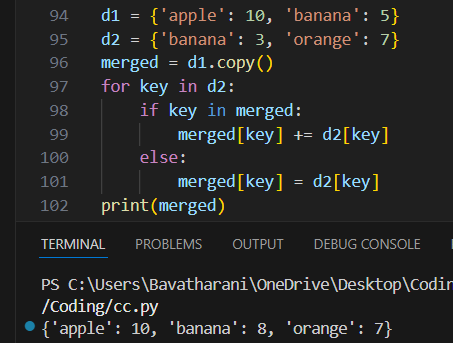 94 d1 = {'apple': 10, 'banana': 5}
95 d2 = {'banana': 3, 'orange': 7}
96 merged = d1.copy()
97 for key in d2:
98     if key in merged:
99         merged[key] += d2[key]
100     else:
101         merged[key] = d2[key]
102 print(merged)
TERMINAL PROBLEMS OUTPUT DEBUG CONSOLE
PS C:\Users\Bavatharani\OneDrive\Desktop\Codin
/Coding/cc.py
{'apple': 10, 'banana': 8, 'orange': 7}